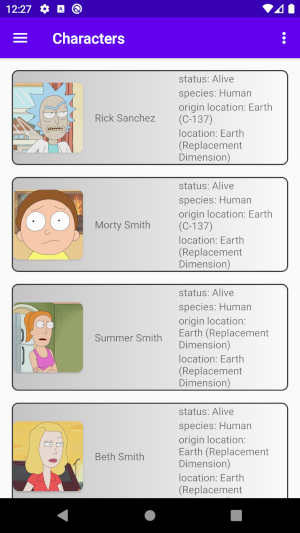 12:27
Characters
Rick Sanchez
status: Alive
species: Human
origin location: Earth
(C-137)
location: Earth
(Replacement
Dimension)
Morty Smith
status: Alive
species: Human
origin location: Earth
(C-137)
location: Earth
(Replacement
Dimension)
Summer Smith
status: Alive
species: Human
origin location:
Earth (Replacement
Dimension)
location: Earth
(Replacement
Dimension)
Beth Smith
status: Alive
species: Human
origin location:
Earth (Replacement
Dimension)
location: Earth
(Replacement